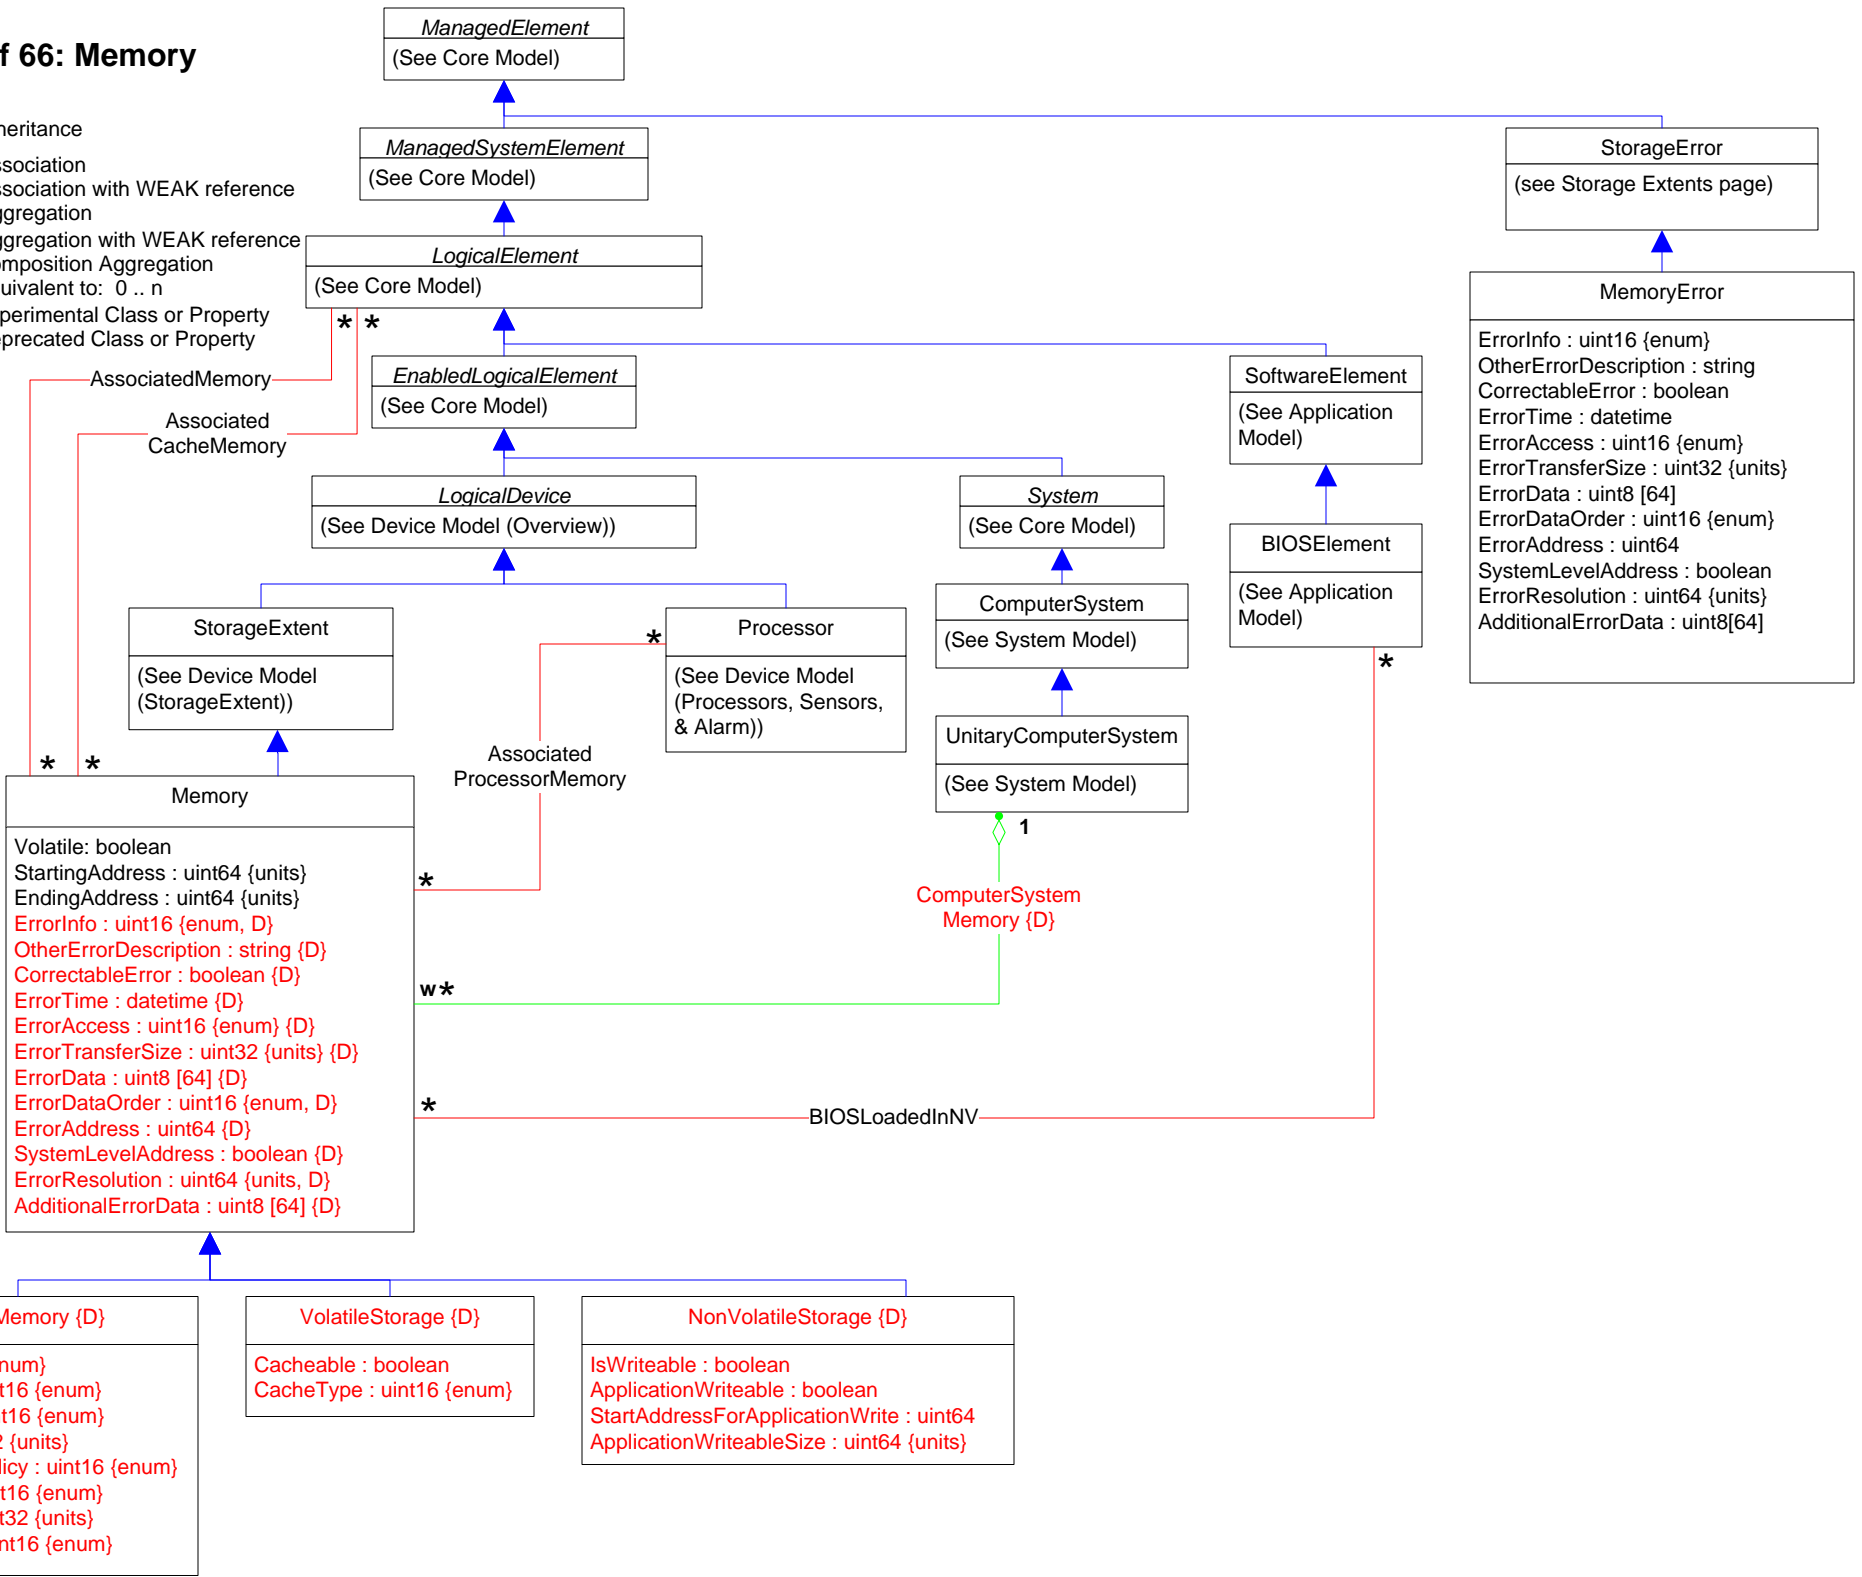 f 66: Memory
heritance
ssociation
ssociation with WEAK reference
ggregation
ggregation with WEAK reference
omposition Aggregation
quivalent to:  0 .. n
perimental Class or Property
eprecated Class or Property
ManagedElement
(See Core Model)
ManagedSystemElement
(See Core Model)
StorageError
(see Storage Extents page)
LogicalElement
(See Core Model)
* *
MemoryError
ErrorInfo : uint16 {enum}
OtherErrorDescription : string
CorrectableError : boolean
ErrorTime : datetime
ErrorAccess : uint16 {enum}
ErrorTransferSize : uint32 {units}
ErrorData : uint8 [64]
ErrorDataOrder : uint16 {enum}
ErrorAddress : uint64
SystemLevelAddress : boolean
ErrorResolution : uint64 {units}
AdditionalErrorData : uint8[64]
AssociatedMemory
Associated
CacheMemory
EnabledLogicalElement
(See Core Model)
SoftwareElement
(See Application
Model)
LogicalDevice
(See Device Model (Overview))
System
(See Core Model)
BIOSElement
(See Application
Model)
*
StorageExtent
(See Device Model
(StorageExtent))
*
Processor
(See Device Model
(Processors, Sensors,
& Alarm))
ComputerSystem
(See System Model)
UnitaryComputerSystem
(See System Model)
1
Associated
ProcessorMemory
* *
Memory
Volatile: boolean
StartingAddress : uint64 {units}
EndingAddress : uint64 {units}
ErrorInfo : uint16 {enum, D}
OtherErrorDescription : string {D}
CorrectableError : boolean {D}
ErrorTime : datetime {D}
ErrorAccess : uint16 {enum} {D}
ErrorTransferSize : uint32 {units} {D}
ErrorData : uint8 [64] {D}
ErrorDataOrder : uint16 {enum, D}
ErrorAddress : uint64 {D}
SystemLevelAddress : boolean {D}
ErrorResolution : uint64 {units, D}
AdditionalErrorData : uint8 [64] {D}
*
ComputerSystem
Memory {D}
w*
*
BIOSLoadedInNV
Memory {D}
num}
t16 {enum}
t16 {enum}
2 {units}
licy : uint16 {enum}
t16 {enum}
t32 {units}
nt16 {enum}
VolatileStorage {D}
Cacheable : boolean
CacheType : uint16 {enum}
NonVolatileStorage {D}
IsWriteable : boolean
ApplicationWriteable : boolean
StartAddressForApplicationWrite : uint64
ApplicationWriteableSize : uint64 {units}